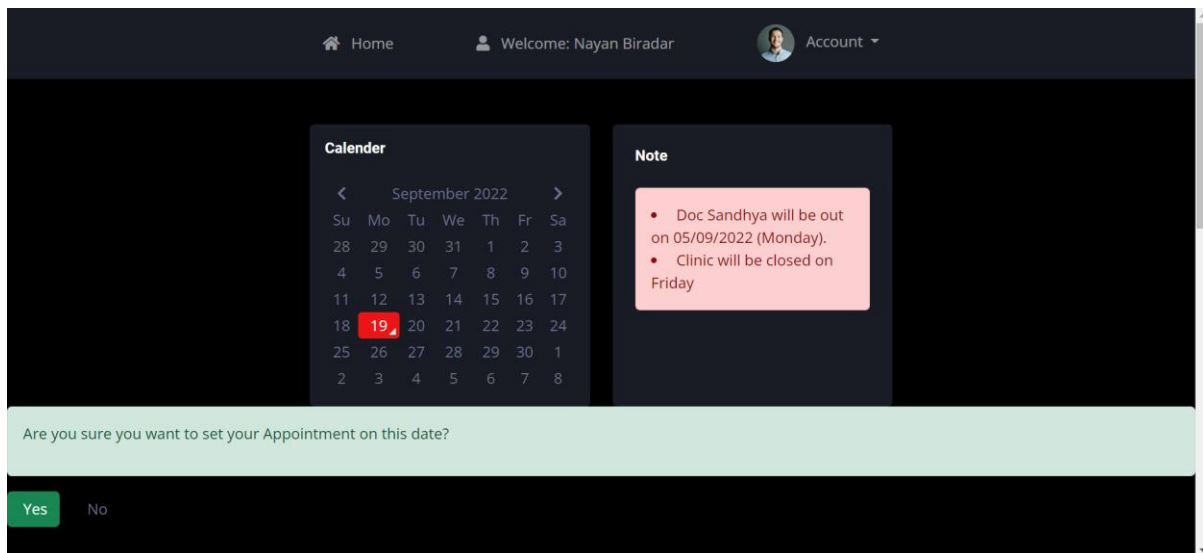 Home
Welcome: Nayan Biradar
Account
Calender
September 2022
Su Mo Tu We Th Fr Sa
28 29 30 31 1 2 3
4 5 6 7 8 9 10
11 12 13 14 15 16 17
18 19 20 21 22 23 24
25 26 27 28 29 30 1
2 3 4 5 6 7 8
Note
• Doc Sandhya will be out
on 05/09/2022 (Monday).
• Clinic will be closed on
Friday
Are you sure you want to set your Appointment on this date?
Yes
No